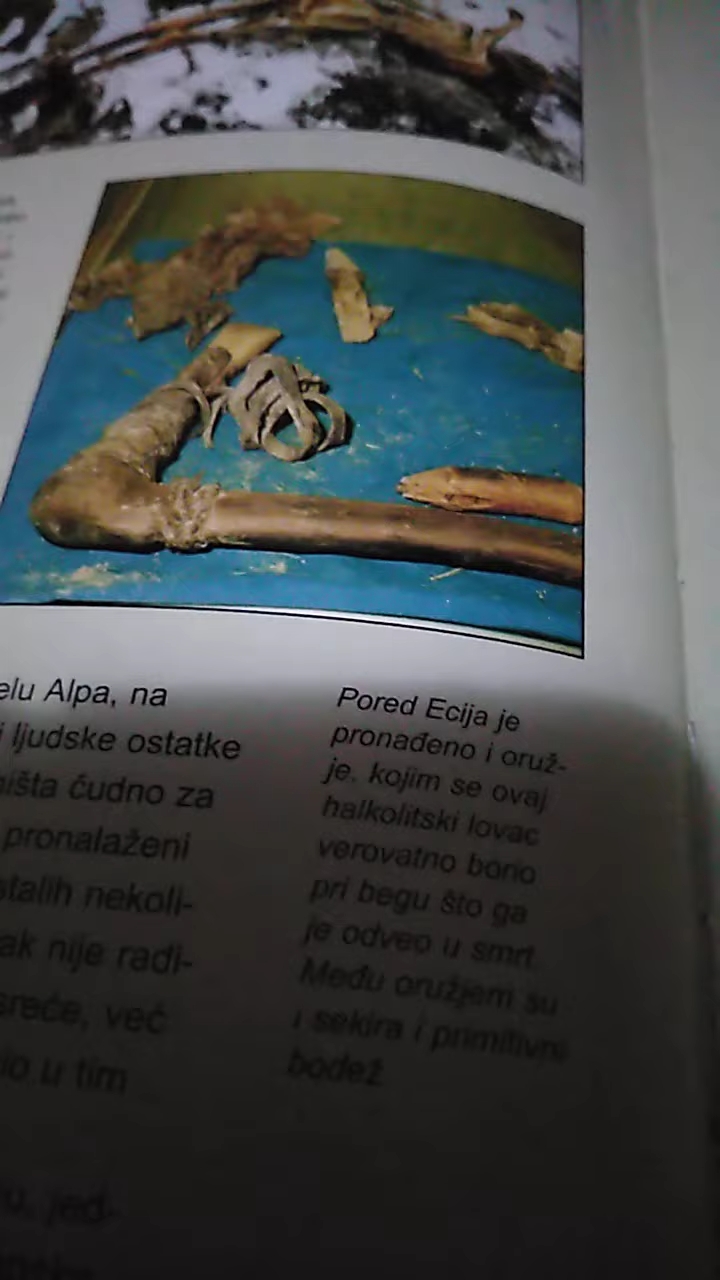 elu Alpa, na
i ljudske ostatke
ništa čudno za
pronalaženi
stalih nekoli-
ak nije radi-
sreće, već
io u tim
u, jed-
Pored Ecija je
pronađeno i oruž-
je. kojim se ovaj
halkolitski lovac
verovatno borio
pri begu što ga
je odveo u smrt.
Među oružjem su
i sekira i primitivni
bodež